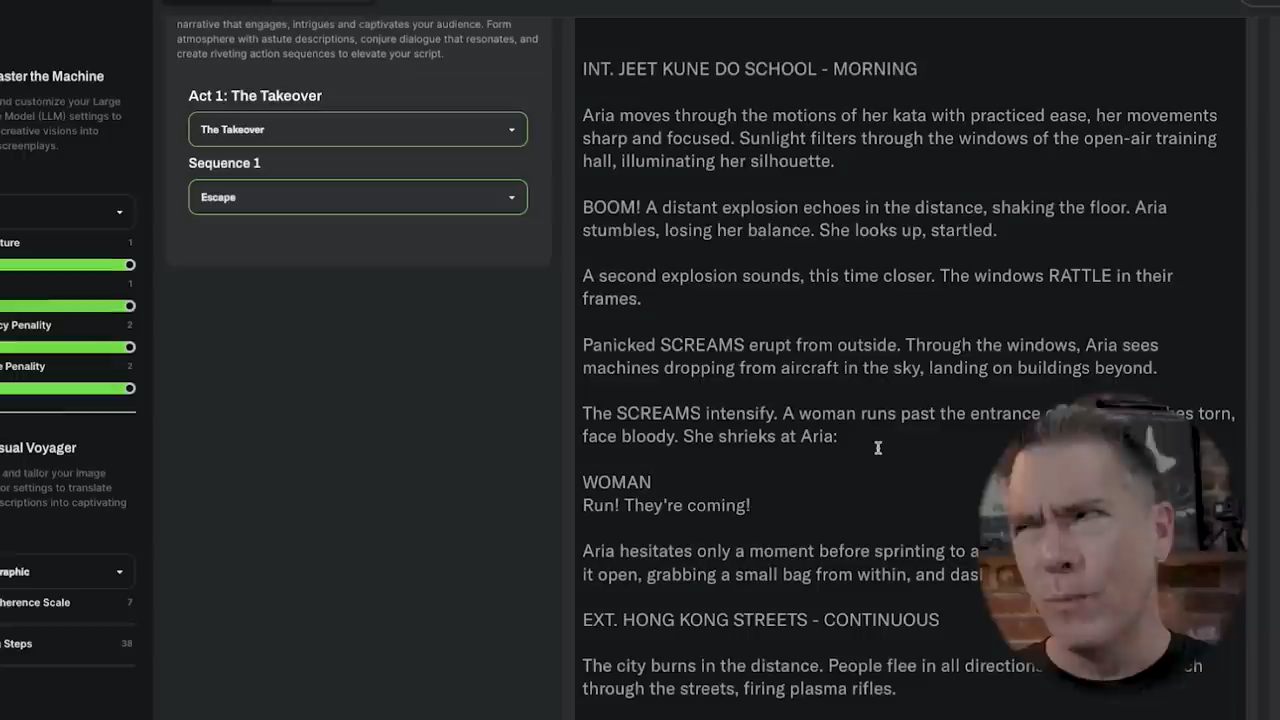 aster the Machine
nd customize your Large
e Model (LLM) settings to
creative visions into
screenplays.
ture
1
1
cy Penality
2
e Penality
2
sual Voyager
and tailor your image
or settings to translate
scriptions into captivating
raphic
herence Scale
7
g Steps
38
narrative that engages, intrigues and captivates your audience. Form
atmosphere with astute descriptions, conjure dialogue that resonates, and
create riveting action sequences to elevate your script.
Act 1: The Takeover
The Takeover
Sequence 1
Escape
INT. JEET KUNE DO SCHOOL - MORNING
Aria moves through the motions of her kata with practiced ease, her movements
sharp and focused. Sunlight filters through the windows of the open-air training
hall, illuminating her silhouette.
BOOM! A distant explosion echoes in the distance, shaking the floor. Aria
stumbles, losing her balance. She looks up, startled.
A second explosion sounds, this time closer. The windows RATTLE in their
frames.
Panicked SCREAMS erupt from outside. Through the windows, Aria sees
machines dropping from aircraft in the sky, landing on buildings beyond.
The SCREAMS intensify. A woman runs past the entrance hes torn,
face bloody. She shrieks at Aria:
WOMAN
Run! They're coming!
Aria hesitates only a moment before sprinting to a
it open, grabbing a small bag from within, and das
EXT. HONG KONG STREETS - CONTINUOUS
The city burns in the distance. People flee in all direction ch
through the streets, firing plasma rifles.